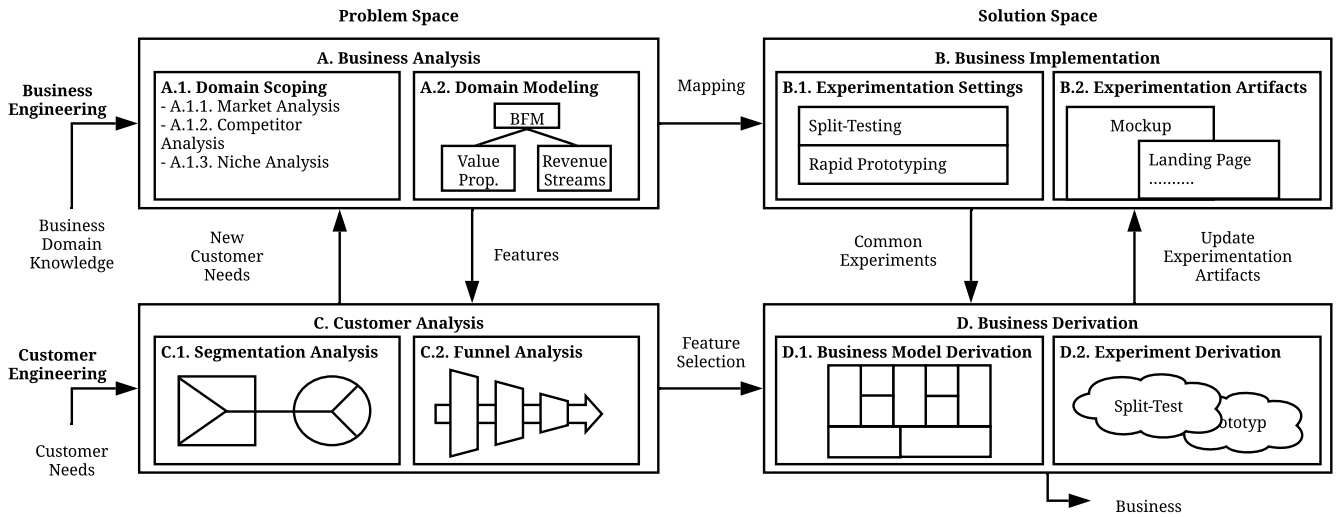 Problem Space
Solution Space
A. Business Analysis
B. Business Implementation
Business
Engineering
A.1. Domain Scoping
- A.1.1. Market Analysis
- A.1.2. Competitor
Analysis
- A.1.3. Niche Analysis
A.2. Domain Modeling
BFM
Value
Prop.
Revenue
Streams
Mapping
B.1. Experimentation Settings
Split-Testing
Rapid Prototyping
B.2. Experimentation Artifacts
Mockup
Landing Page
..........
Business
Domain
Knowledge
New
Customer
Needs
Features
Common
Experiments
Update
Experimentation
Artifacts
Customer
Engineering
C. Customer Analysis
C.1. Segmentation Analysis
C.2. Funnel Analysis
Feature
Selection
D. Business Derivation
D.1. Business Model Derivation
D.2. Experiment Derivation
Split-Test
ototyp
Customer
Needs
Business